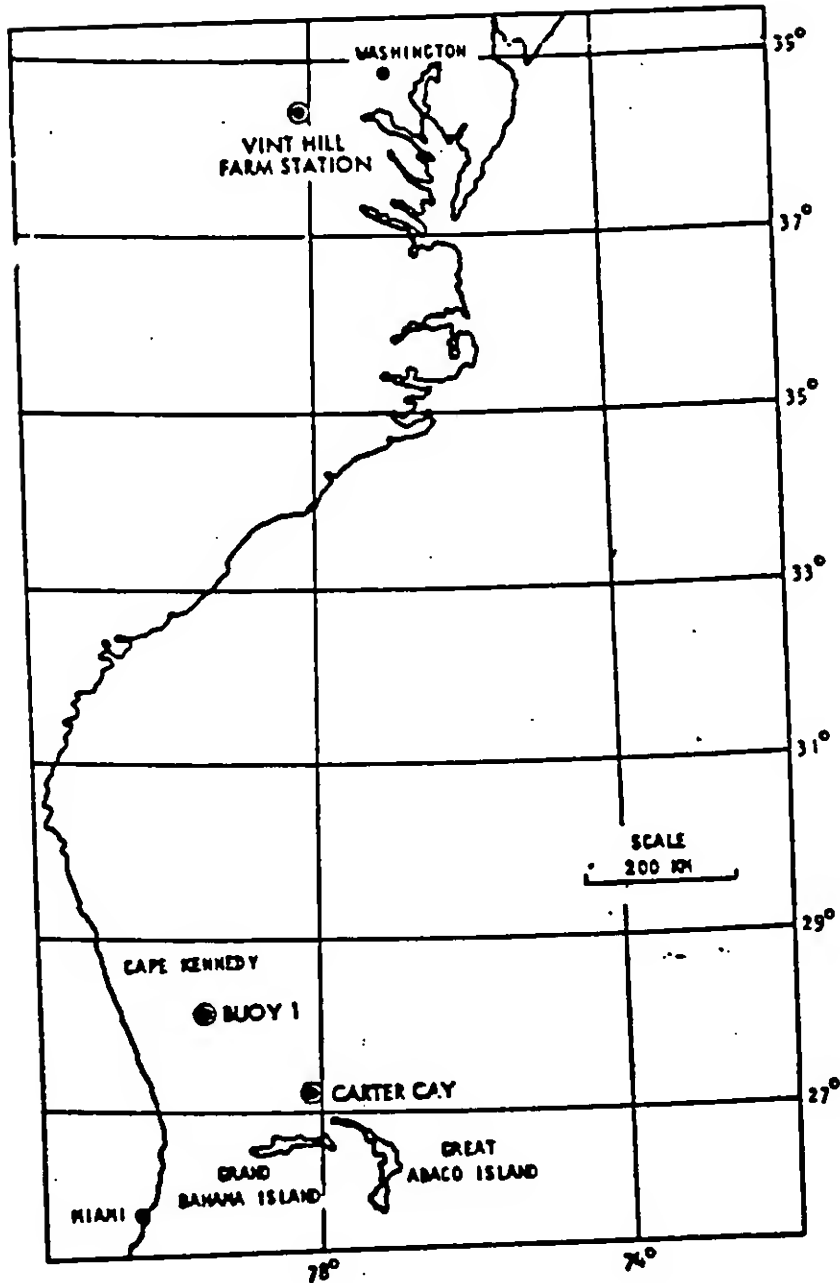 35°
WASHINGTON
VINT HILL
FARM STATION
37°
35°
33°
31°
SCALE
200 KM
29°
CAPE KENNEDY
BUOY 1
27°
CARTER CAY
GRAND
BAHAMA ISLAND
GREAT
ABACO ISLAND
MIAMI
78°
74°